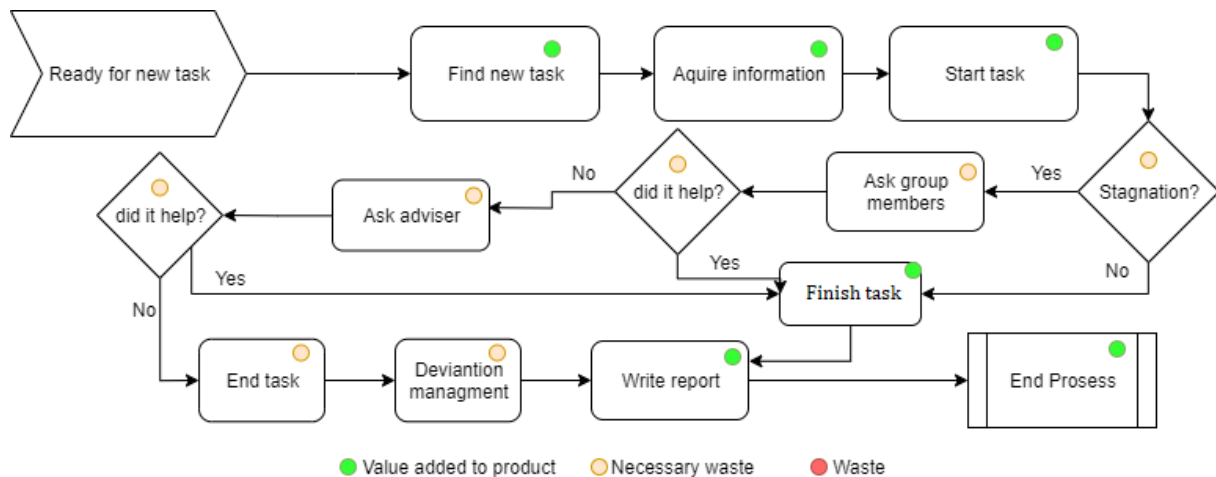 Ready for new task
Find new task
Aquire information
Start task
Stagnation?
Yes
Ask group
members
did it help?
No
Ask adviser
did it help?
Yes
No
Yes
Finish task
No
End task
Deviantion
managment
Write report
End Prosess
Value added to product
Necessary waste
Waste